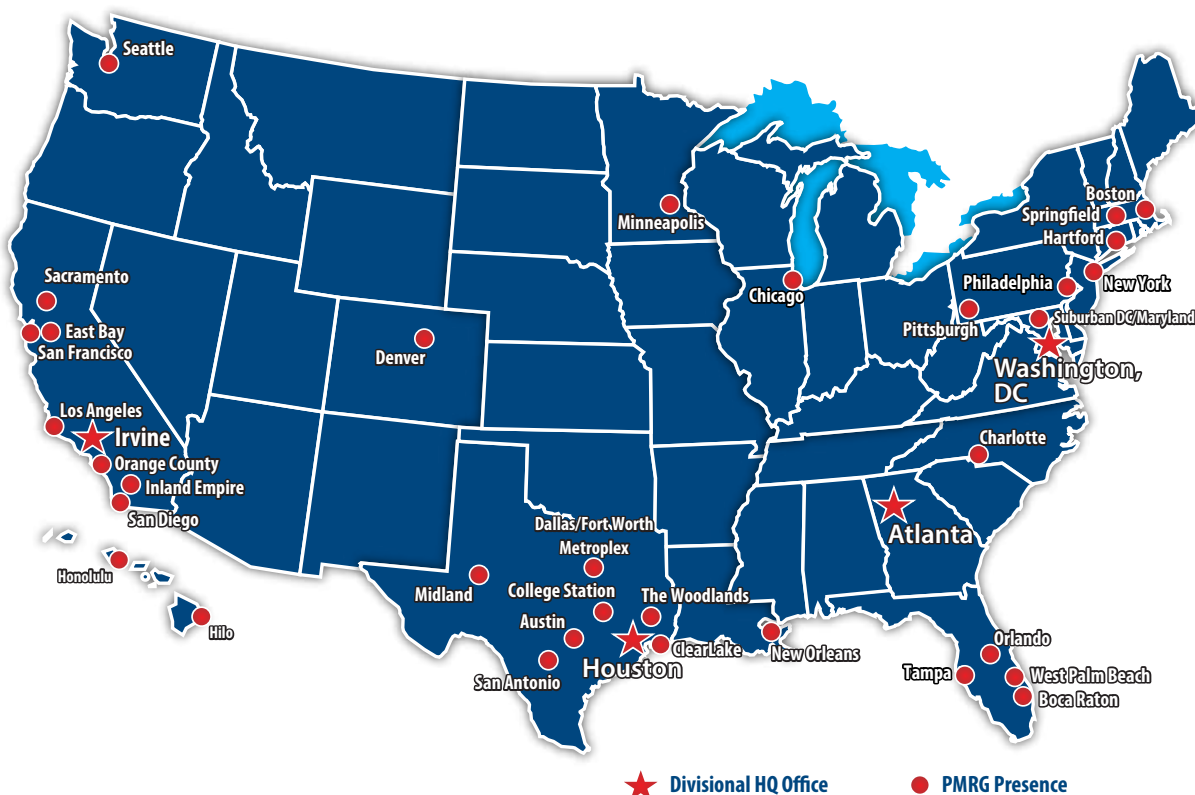 Seattle
Minneapolis
Boston
Springfield
Hartford
Sacramento
Chicago
Philadelphia
New York
East Bay
San Francisco
Denver
Pittsburgh
Suburban DC/Maryland
Washington,
DC
Los Angeles
Irvine
Orange County
Inland Empire
San Diego
Charlotte
Atlanta
Dallas/Fort Worth
Metroplex
Honolulu
Midland
College Station
The Woodlands
Hilo
Austin
ClearLake
New Orleans
Houston
San Antonio
Orlando
Tampa
West Palm Beach
Boca Raton
Divisional HQ Office
PMRG Presence